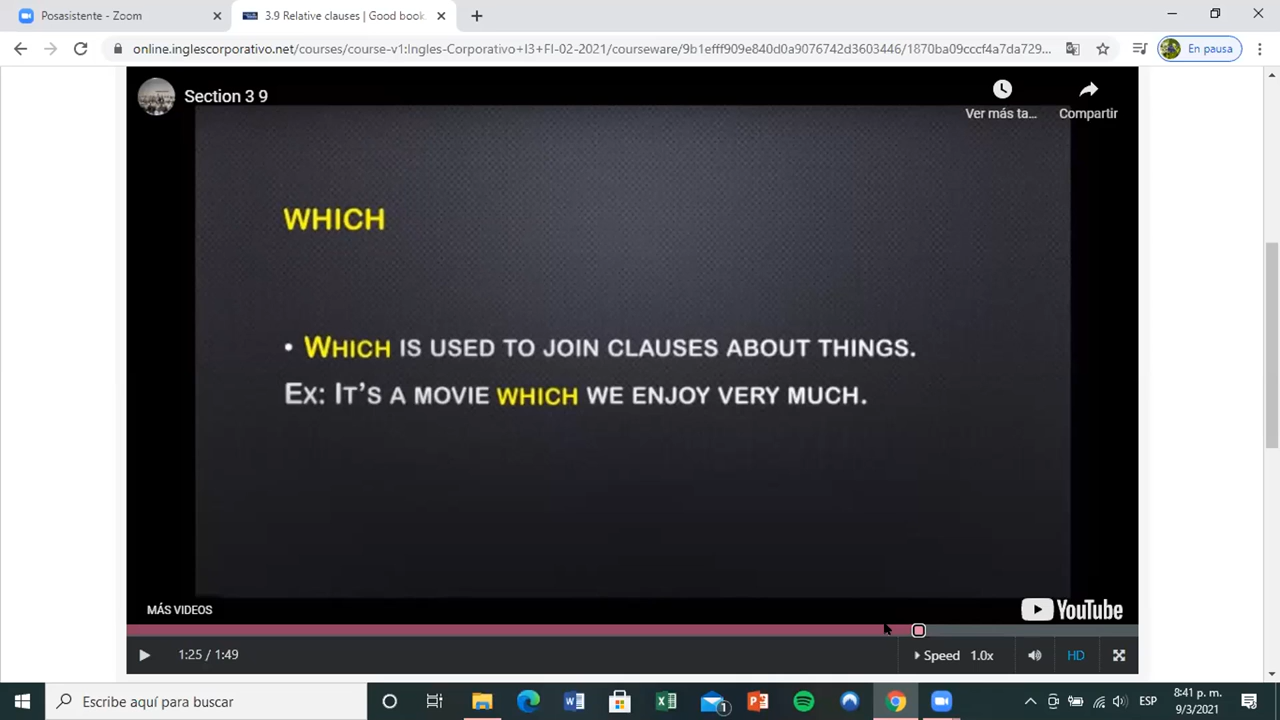 Posasistente - Zoom
3.9 Relative clauses | Good book
online.inglescorporativo.net/courses/course-v1:Ingles-Corporativo+I3+FI-02-2021/courseware/9b1efff909e840d0a9076742d3603446/1870ba09cccf4a7da729...
En pausa
Section 3 9
Ver más ta...
Compartir
WHICH
• WHICH IS USED TO JOIN CLAUSES ABOUT THINGS.
EX: IT'S A MOVIE WHICH WE ENJOY VERY MUCH.
MÁS VIDEOS
YouTube
1:25 / 1:49
Speed 1.0x
HD
Escribe aquí para buscar
1
ESP
8:41 p. m.
9/3/2021